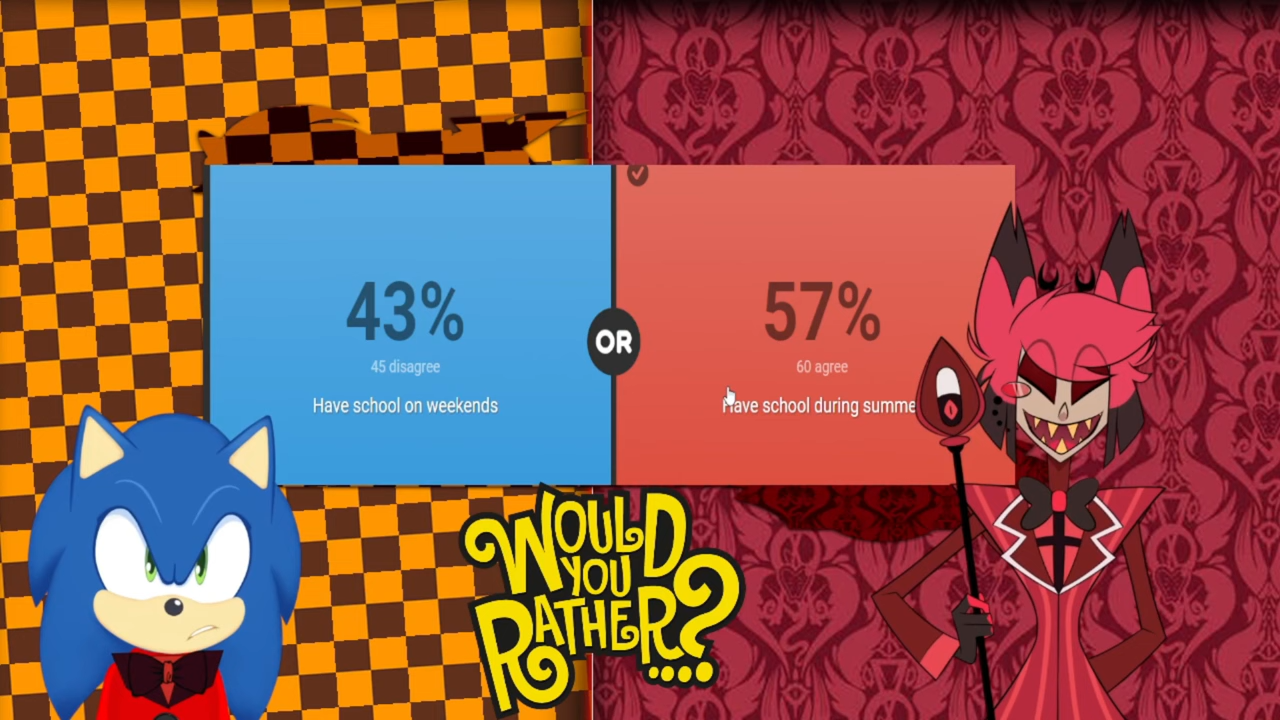 43%
45 disagree
Have school on weekends
OR
57%
60 agree
Have school during summe
WOULD
YOU
RATHER...?